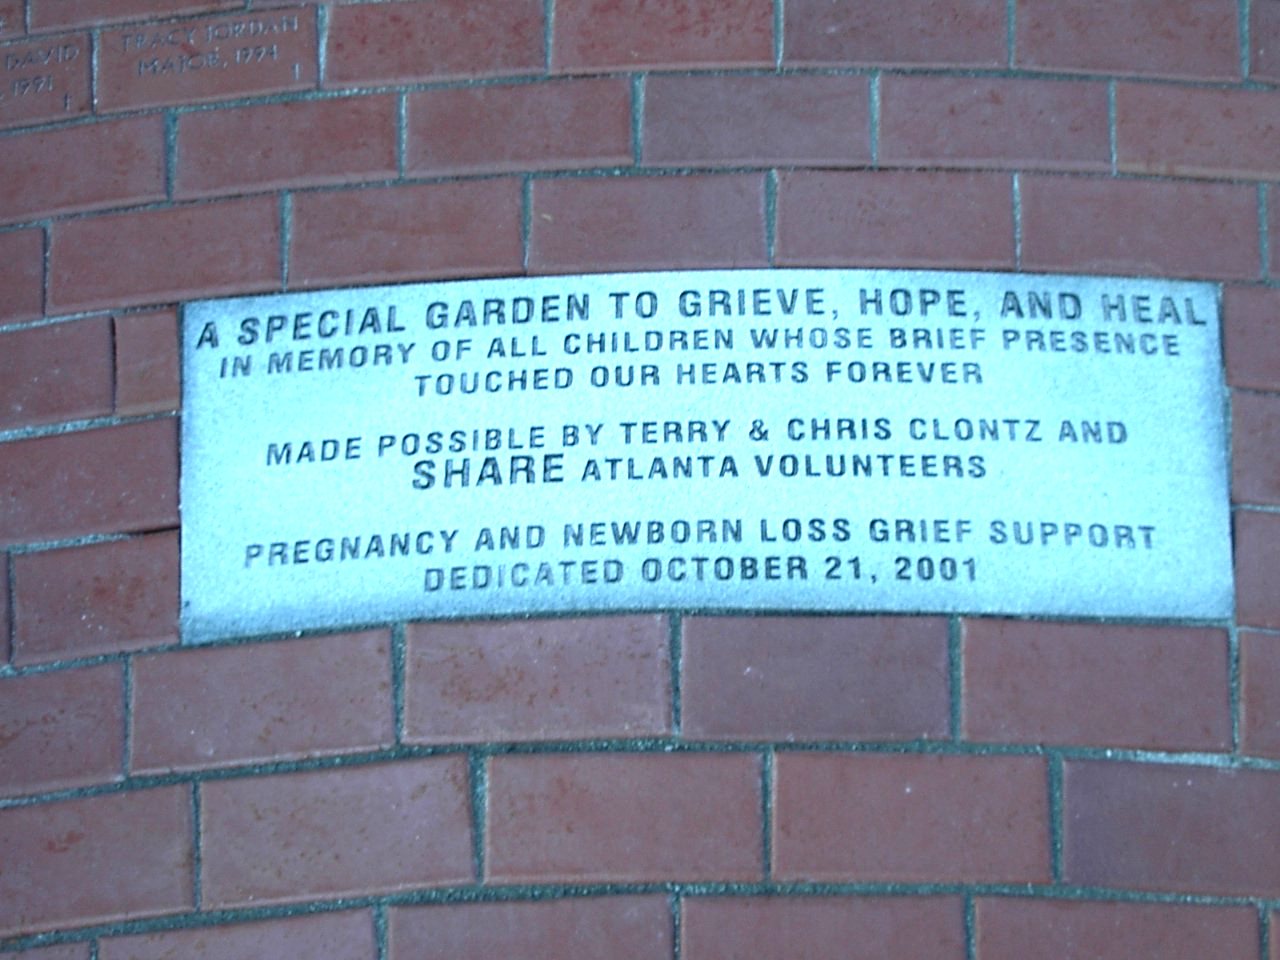 DAVID
1991
TRACY JORDAN
MAJOR, 1994
A SPECIAL GARDEN TO GRIEVE, HOPE, AND HEAL
IN MEMORY OF ALL CHILDREN WHOSE BRIEF PRESENCE
TOUCHED OUR HEARTS FOREVER
MADE POSSIBLE BY TERRY & CHRIS CLONTZ AND
SHARE ATLANTA VOLUNTEERS
PREGNANCY AND NEWBORN LOSS GRIEF SUPPORT
DEDICATED OCTOBER 21, 2001